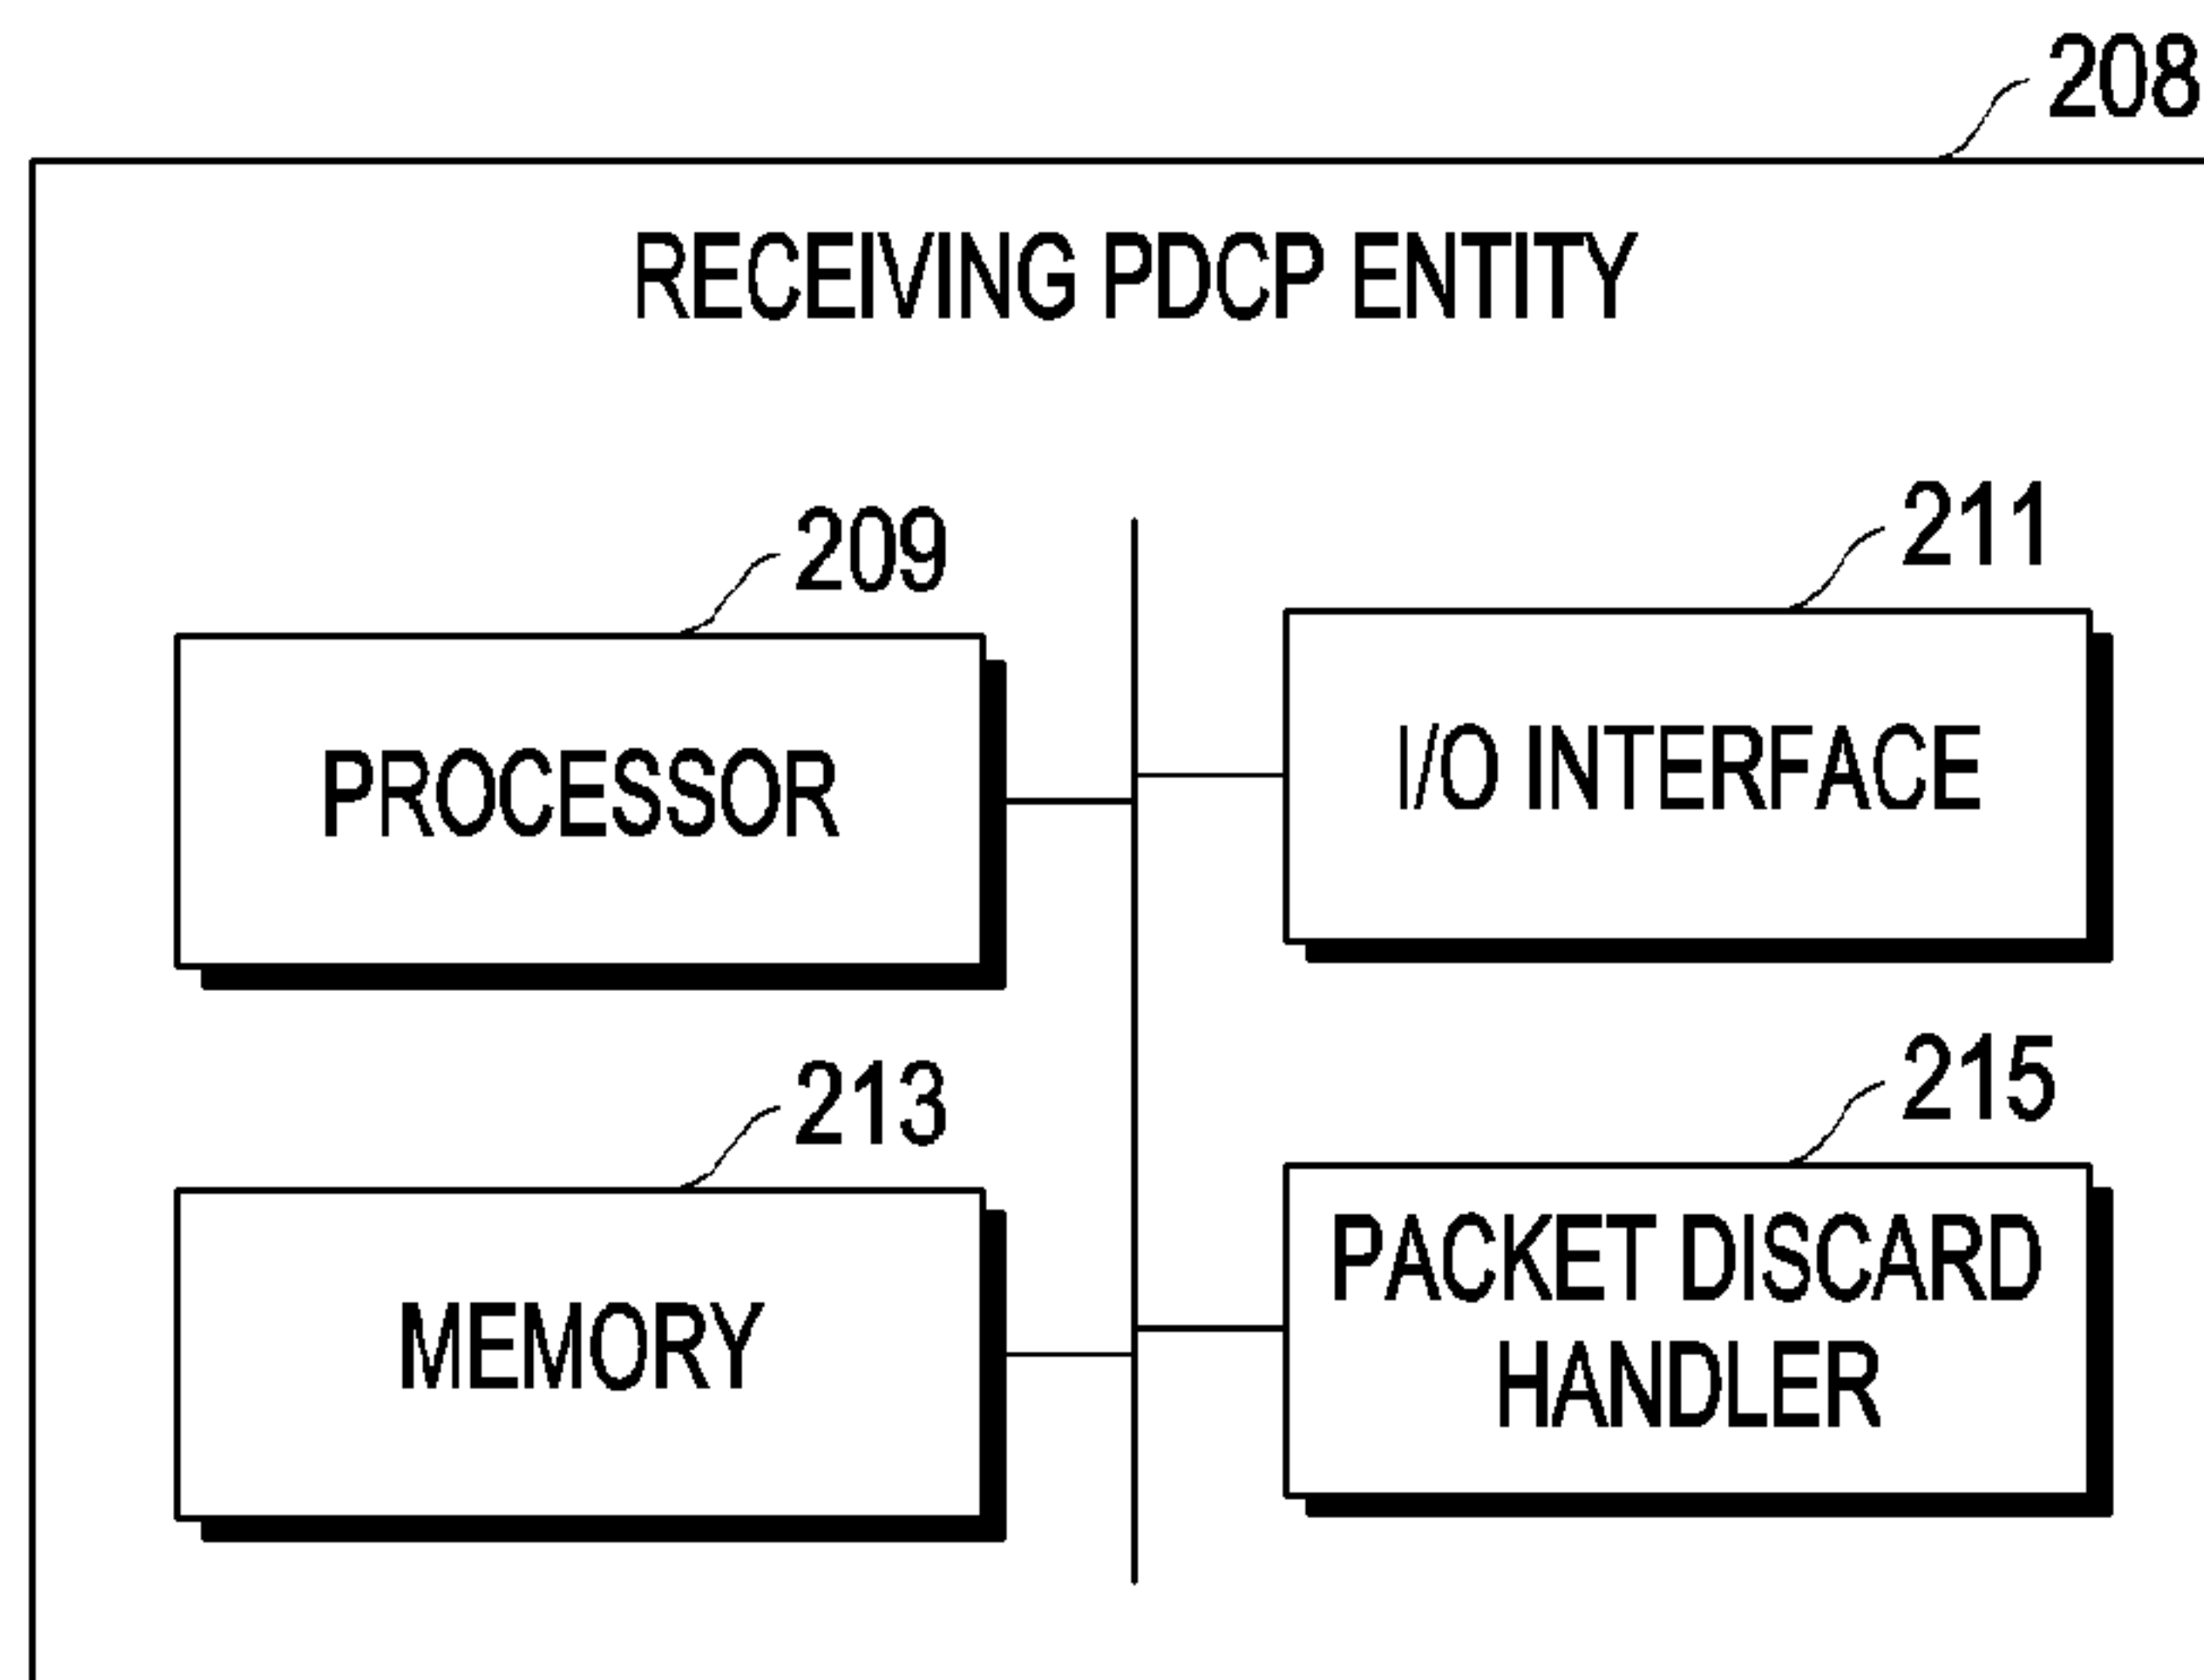 208
RECEIVING PDCP ENTITY
209
211
PROCESSOR
I/O INTERFACE
213
215
MEMORY
PACKET DISCARD
HANDLER